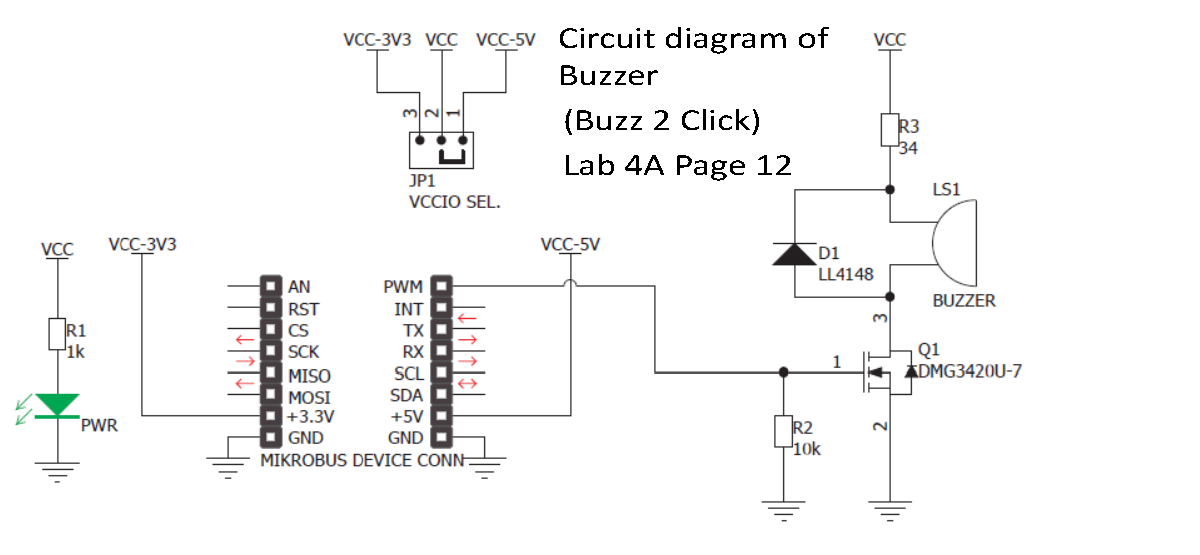 VCC-3V3 VCC VCC-5V
Circuit diagram of
Buzzer
(Buzz 2 Click)
Lab 4A Page 12
3 2 1
JP1
VCCIO SEL.
VCC
R3
34
LS1
D1
LL4148
BUZZER
3
1
Q1
DMG3420U-7
2
R2
10k
VCC
R1
1k
PWR
VCC-3V3
VCC-5V
AN PWM
RST INT
CS TX
SCK RX
MISO SCL
MOSI SDA
+3.3V +5V
GND GND
MIKROBUS DEVICE CONN